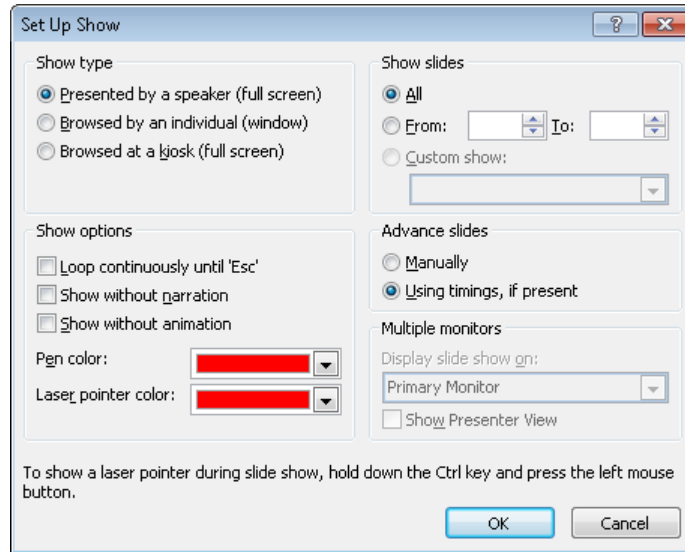 Set Up Show
Show type
Presented by a speaker (full screen)
Browsed by an individual (window)
Browsed at a kiosk (full screen)
Show slides
All
From: To:
Custom show:
Show options
Loop continuously until 'Esc'
Show without narration
Show without animation
Pen color:
Laser pointer color:
Advance slides
Manually
Using timings, if present
Multiple monitors
Display slide show on:
Primary Monitor
Show Presenter View
To show a laser pointer during slide show, hold down the Ctrl key and press the left mouse
button.
OK Cancel